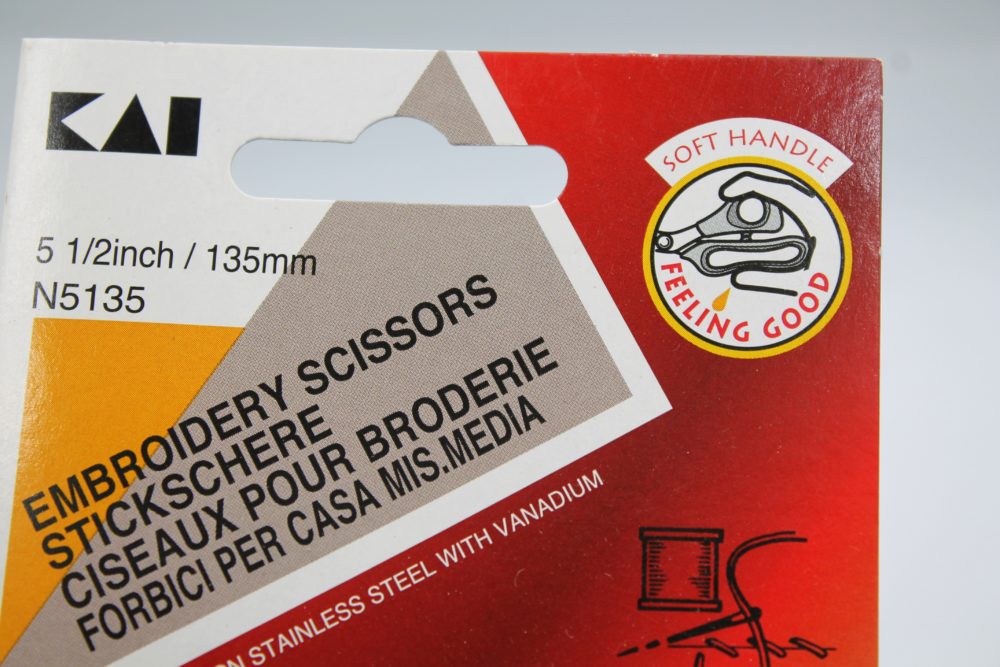 KAI
SOFT HANDLE
FEELING GOOD
5 1/2inch / 135mm
N5135
EMBROIDERY SCISSORS
STICKSCHERE
CISEAUX POUR BRODERIE
FORBICI PER CASA MIS.MEDIA
STAINLESS STEEL WITH VANADIUM